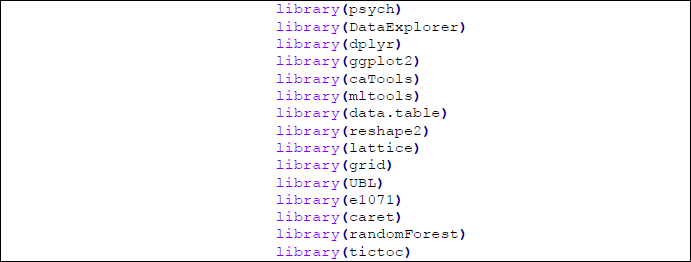 library(psych)
library(DataExplorer)
library(dplyr)
library(ggplot2)
library(caTools)
library(mltools)
library(data.table)
library(reshape2)
library(lattice)
library(grid)
library(UBL)
library(e1071)
library(caret)
library(randomForest)
library(tictoc)